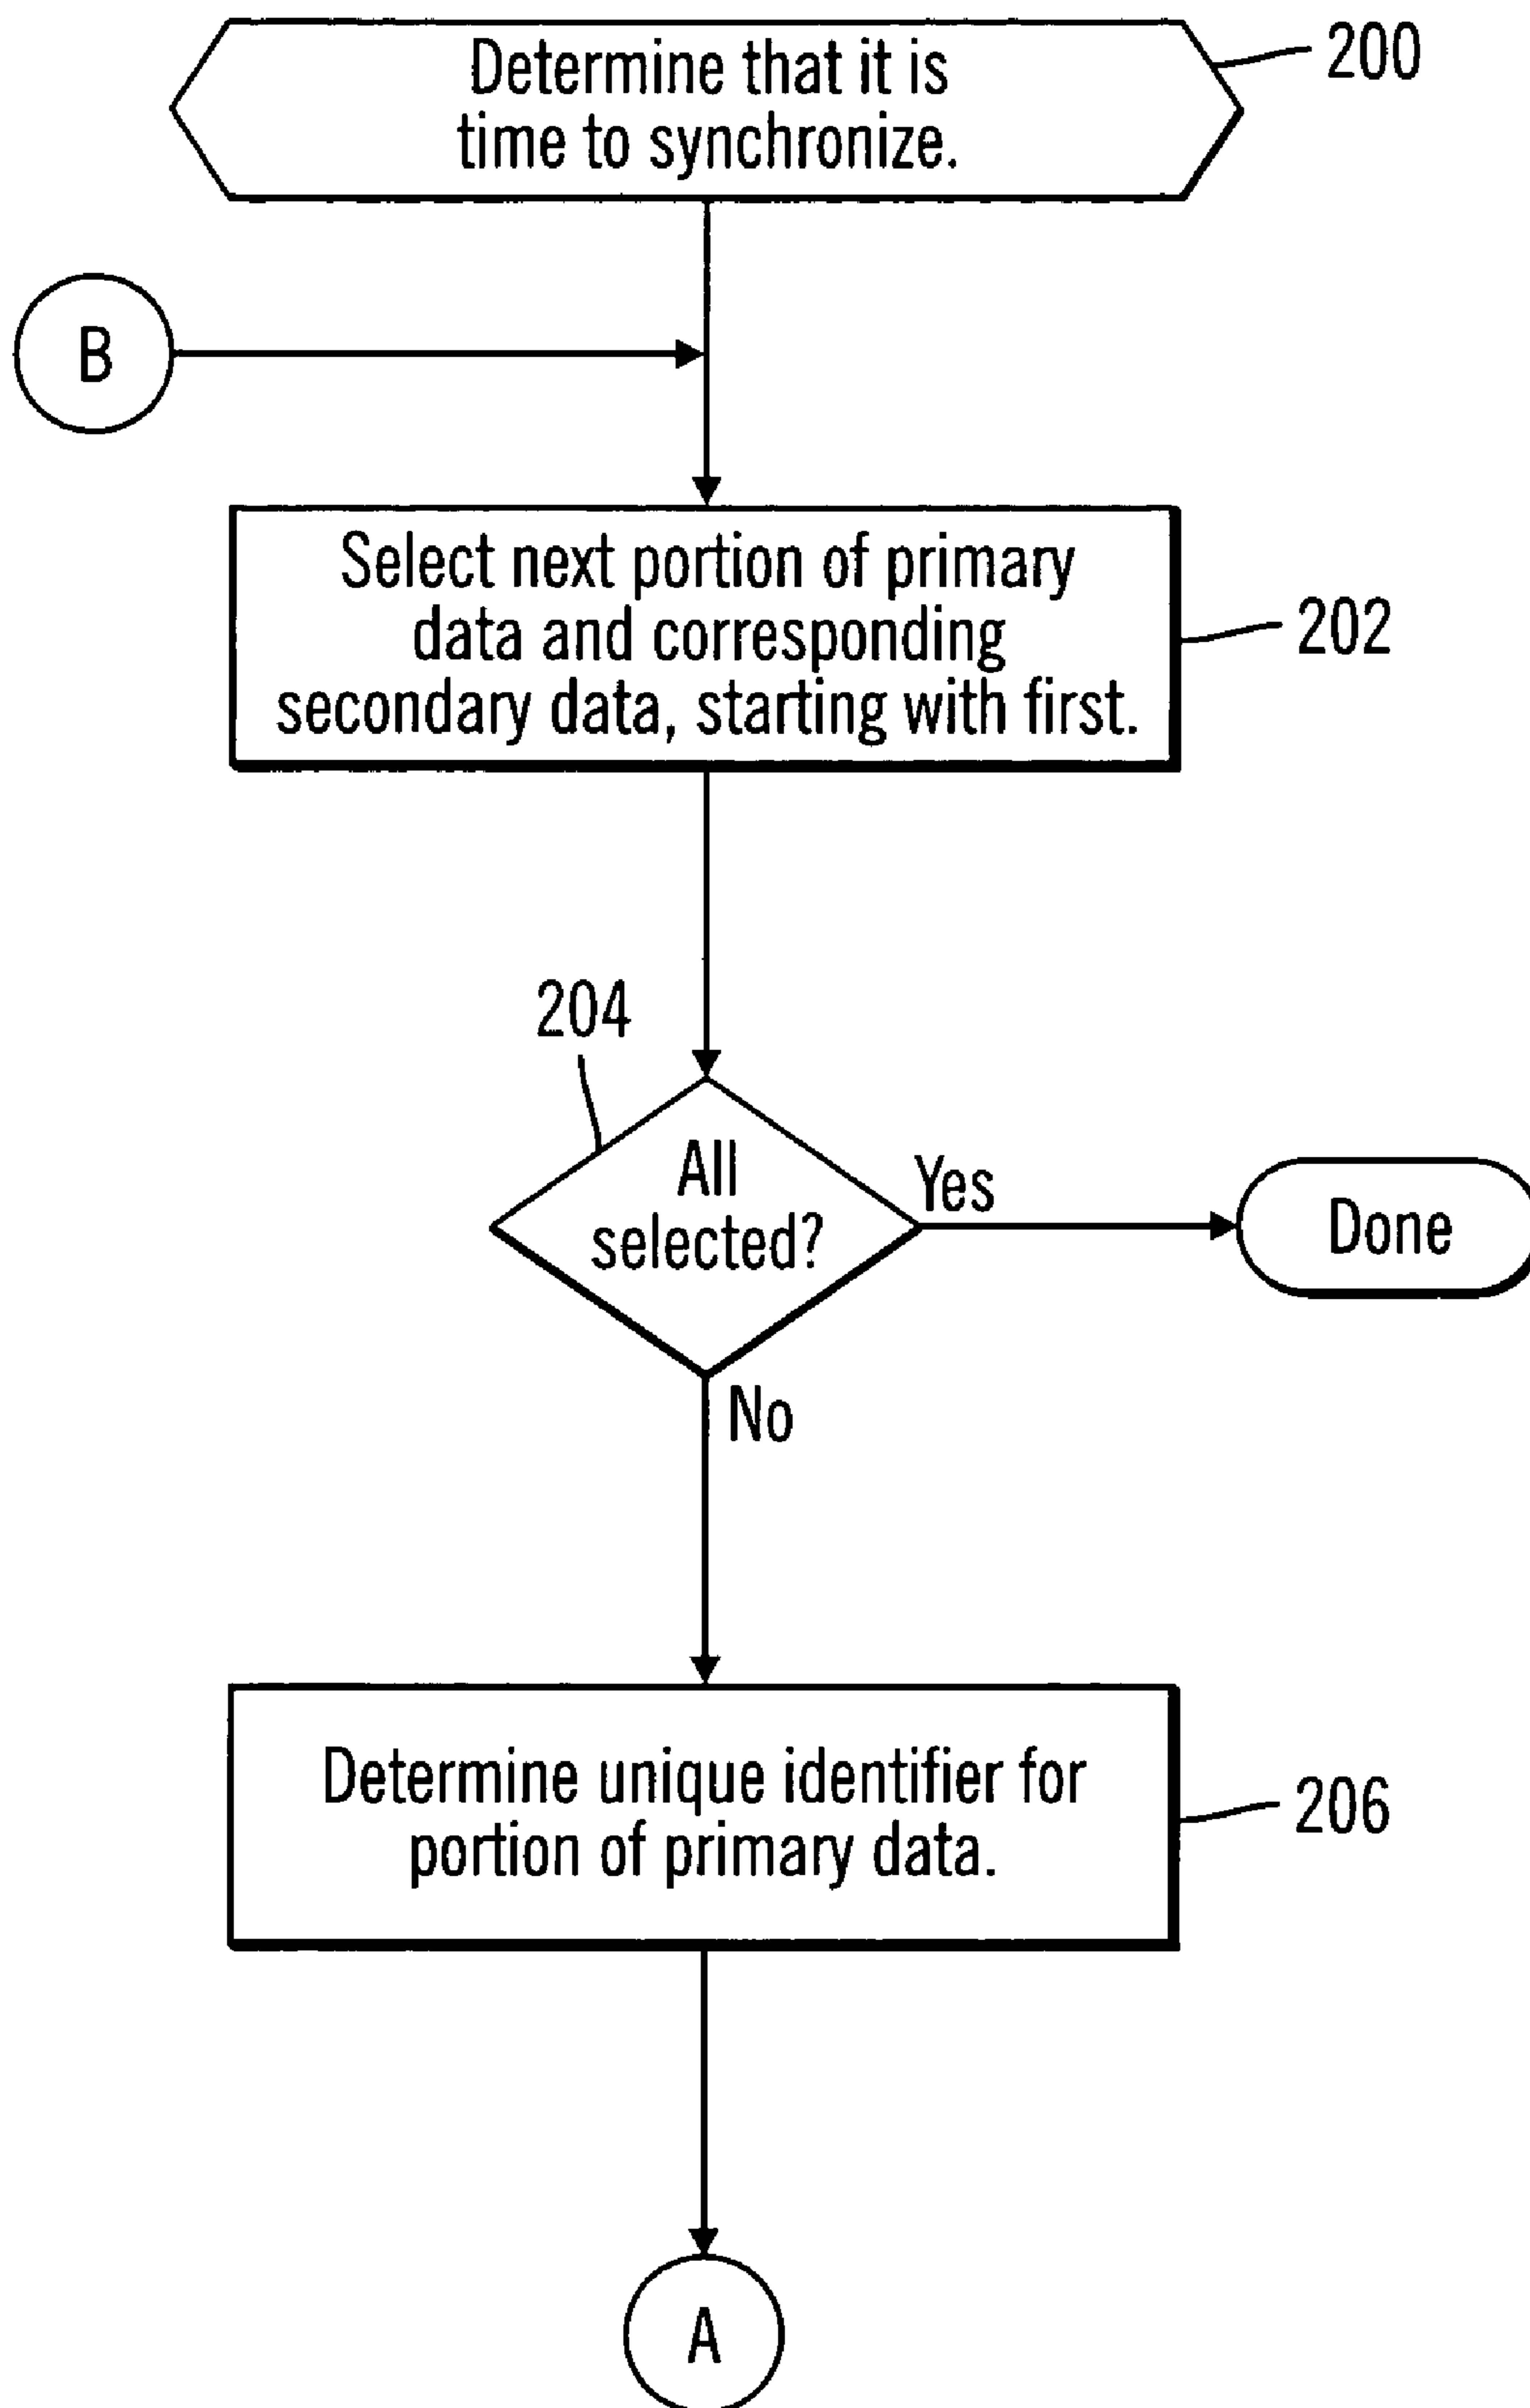 Determine that it is
time to synchronize.
200
B
Select next portion of primary
data and corresponding
secondary data, starting with first.
202
204
All
selected?
Yes
Done
No
Determine unique identifier for
portion of primary data.
206
A